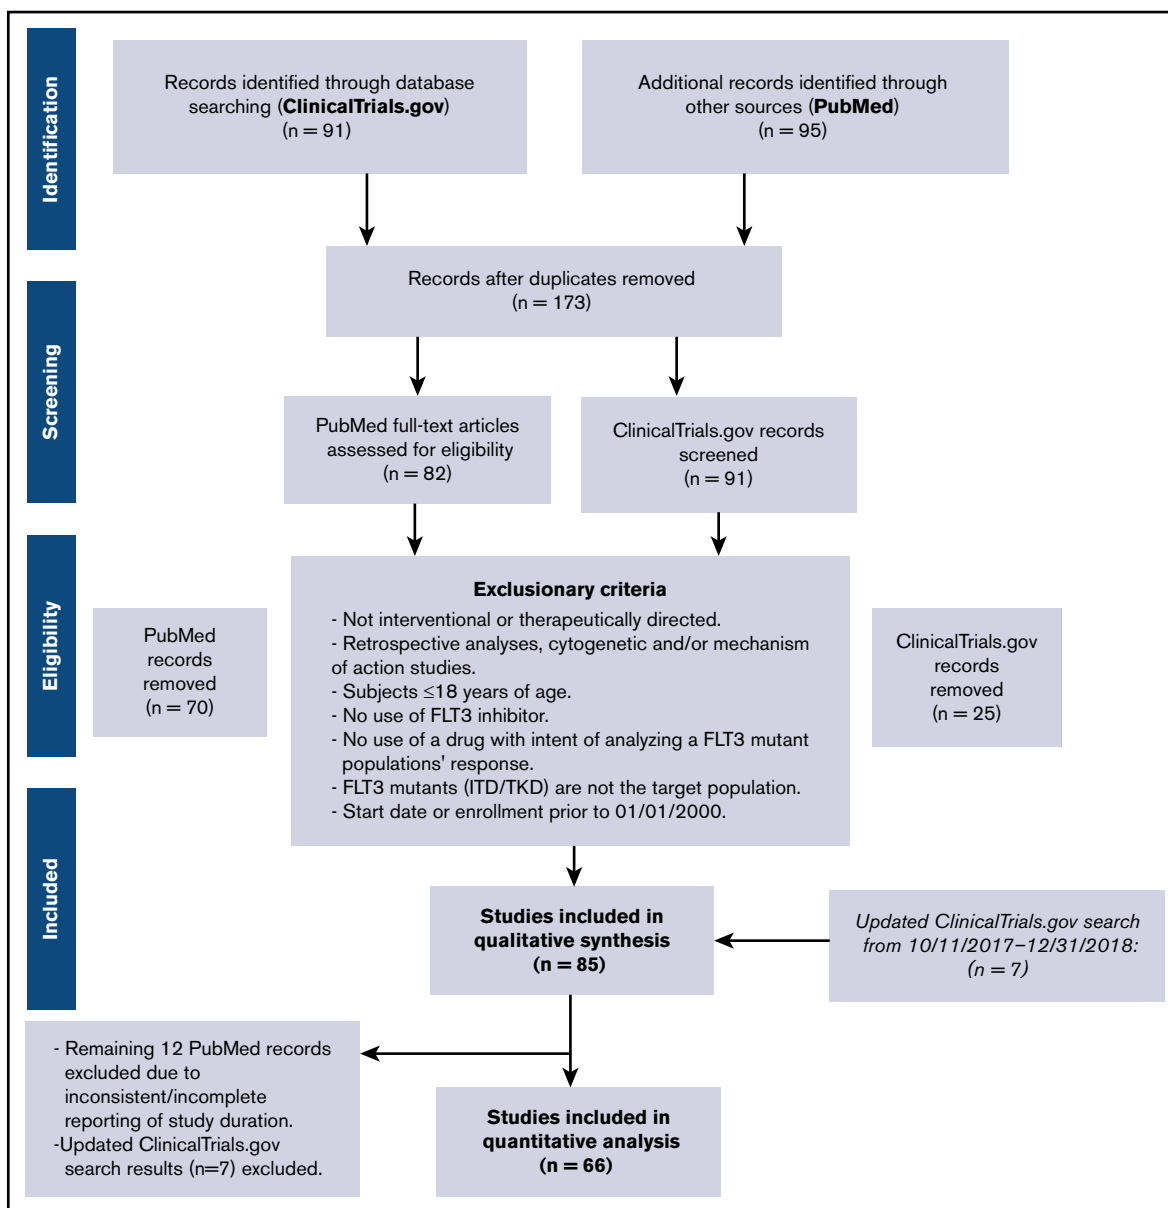 Identification
Records identified through database
searching (ClinicalTrials.gov)
(n = 91)
Additional records identified through
other sources (PubMed)
(n = 95)
Records after duplicates removed
(n = 173)
Screening
PubMed full-text articles
assessed for eligibility
(n = 82)
ClinicalTrials.gov records
screened
(n = 91)
Eligibility
PubMed
records
removed
(n = 70)
Exclusionary criteria
- Not interventional or therapeutically directed.
- Retrospective analyses, cytogenetic and/or mechanism
of action studies.
- Subjects ≤18 years of age.
- No use of FLT3 inhibitor.
- No use of a drug with intent of analyzing a FLT3 mutant
populations' response.
- FLT3 mutants (ITD/TKD) are not the target population.
- Start date or enrollment prior to 01/01/2000.
ClinicalTrials.gov
records
removed
(n = 25)
Included
Studies included in
qualitative synthesis
(n = 85)
Updated ClinicalTrials.gov search
from 10/11/2017–12/31/2018:
(n = 7)
- Remaining 12 PubMed records
excluded due to
inconsistent/incomplete
reporting of study duration.
-Updated ClinicalTrials.gov
search results (n=7) excluded.
Studies included in
quantitative analysis
(n = 66)